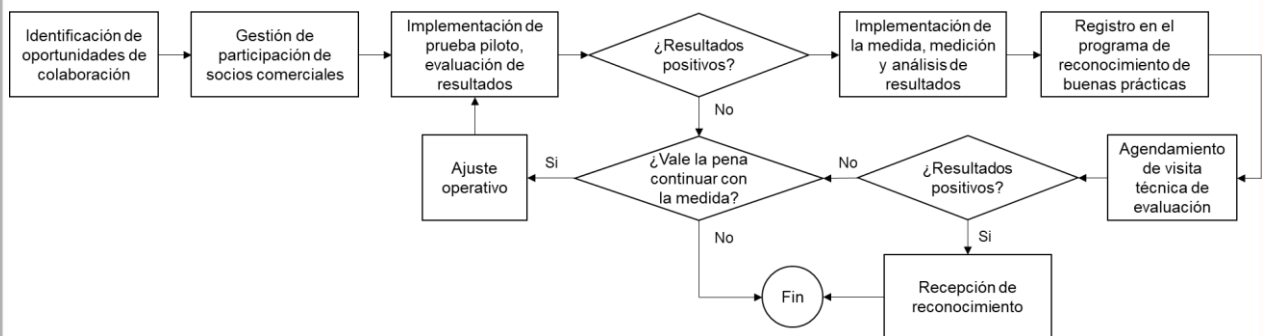 Identificación de
oportunidades de
colaboración
Gestión de
participación de
socios comerciales
Implementación de
prueba piloto,
evaluación de
resultados
¿Resultados
positivos?
Implementación de
la medida, medición
y análisis de
resultados
Registro en el
programa de
reconocimiento de
buenas prácticas
No
Ajuste
operativo
Si
¿Vale la pena
continuar con
la medida?
No
¿Resultados
positivos?
Agendamiento
de visita
técnica de
evaluación
No
Si
Fin
Recepción de
reconocimiento